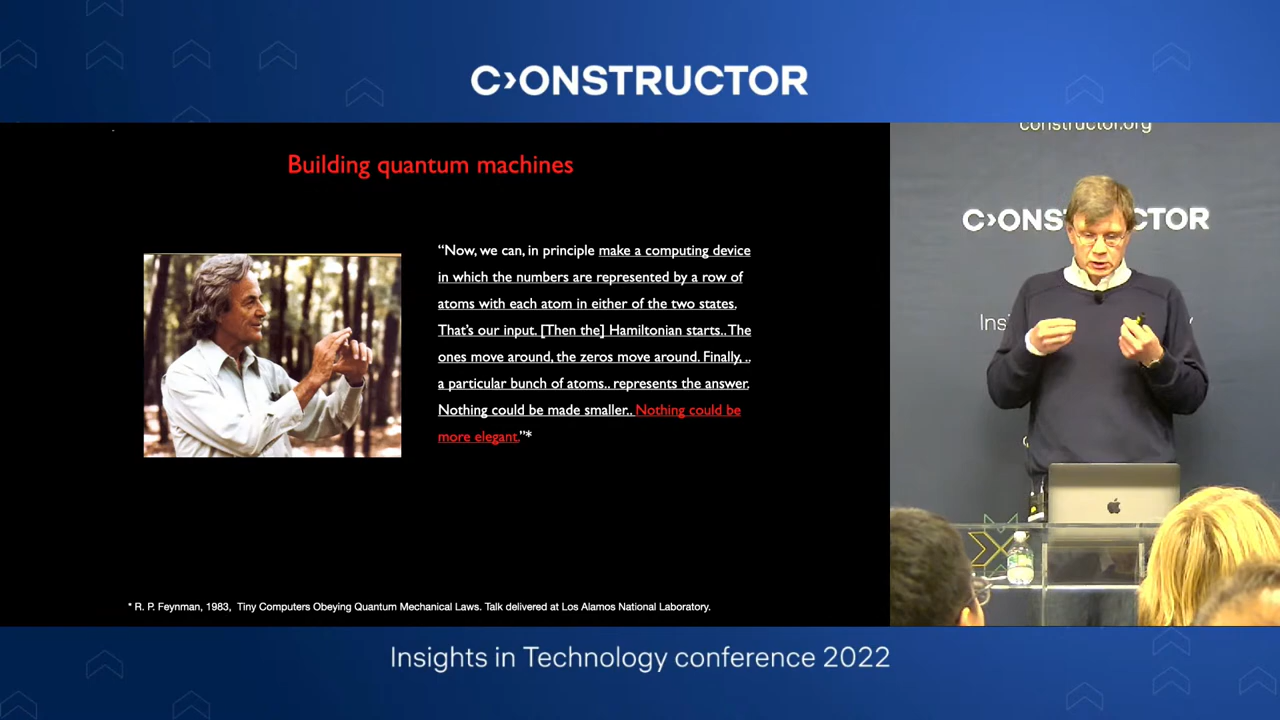 C›ONSTRUCTOR
Building quantum machines
“Now, we can, in principle make a computing device
in which the numbers are represented by a row of
atoms with each atom in either of the two states.
That’s our input. [Then the] Hamiltonian starts.. The
ones move around, the zeros move around. Finally, ..
a particular bunch of atoms.. represents the answer.
Nothing could be made smaller.. Nothing could be
more elegant.”*
* R. P. Feynman, 1983, Tiny Computers Obeying Quantum Mechanical Laws. Talk delivered at Los Alamos National Laboratory.
constructor.org
C›ONS CTOR
Ins
Insights in Technology conference 2022